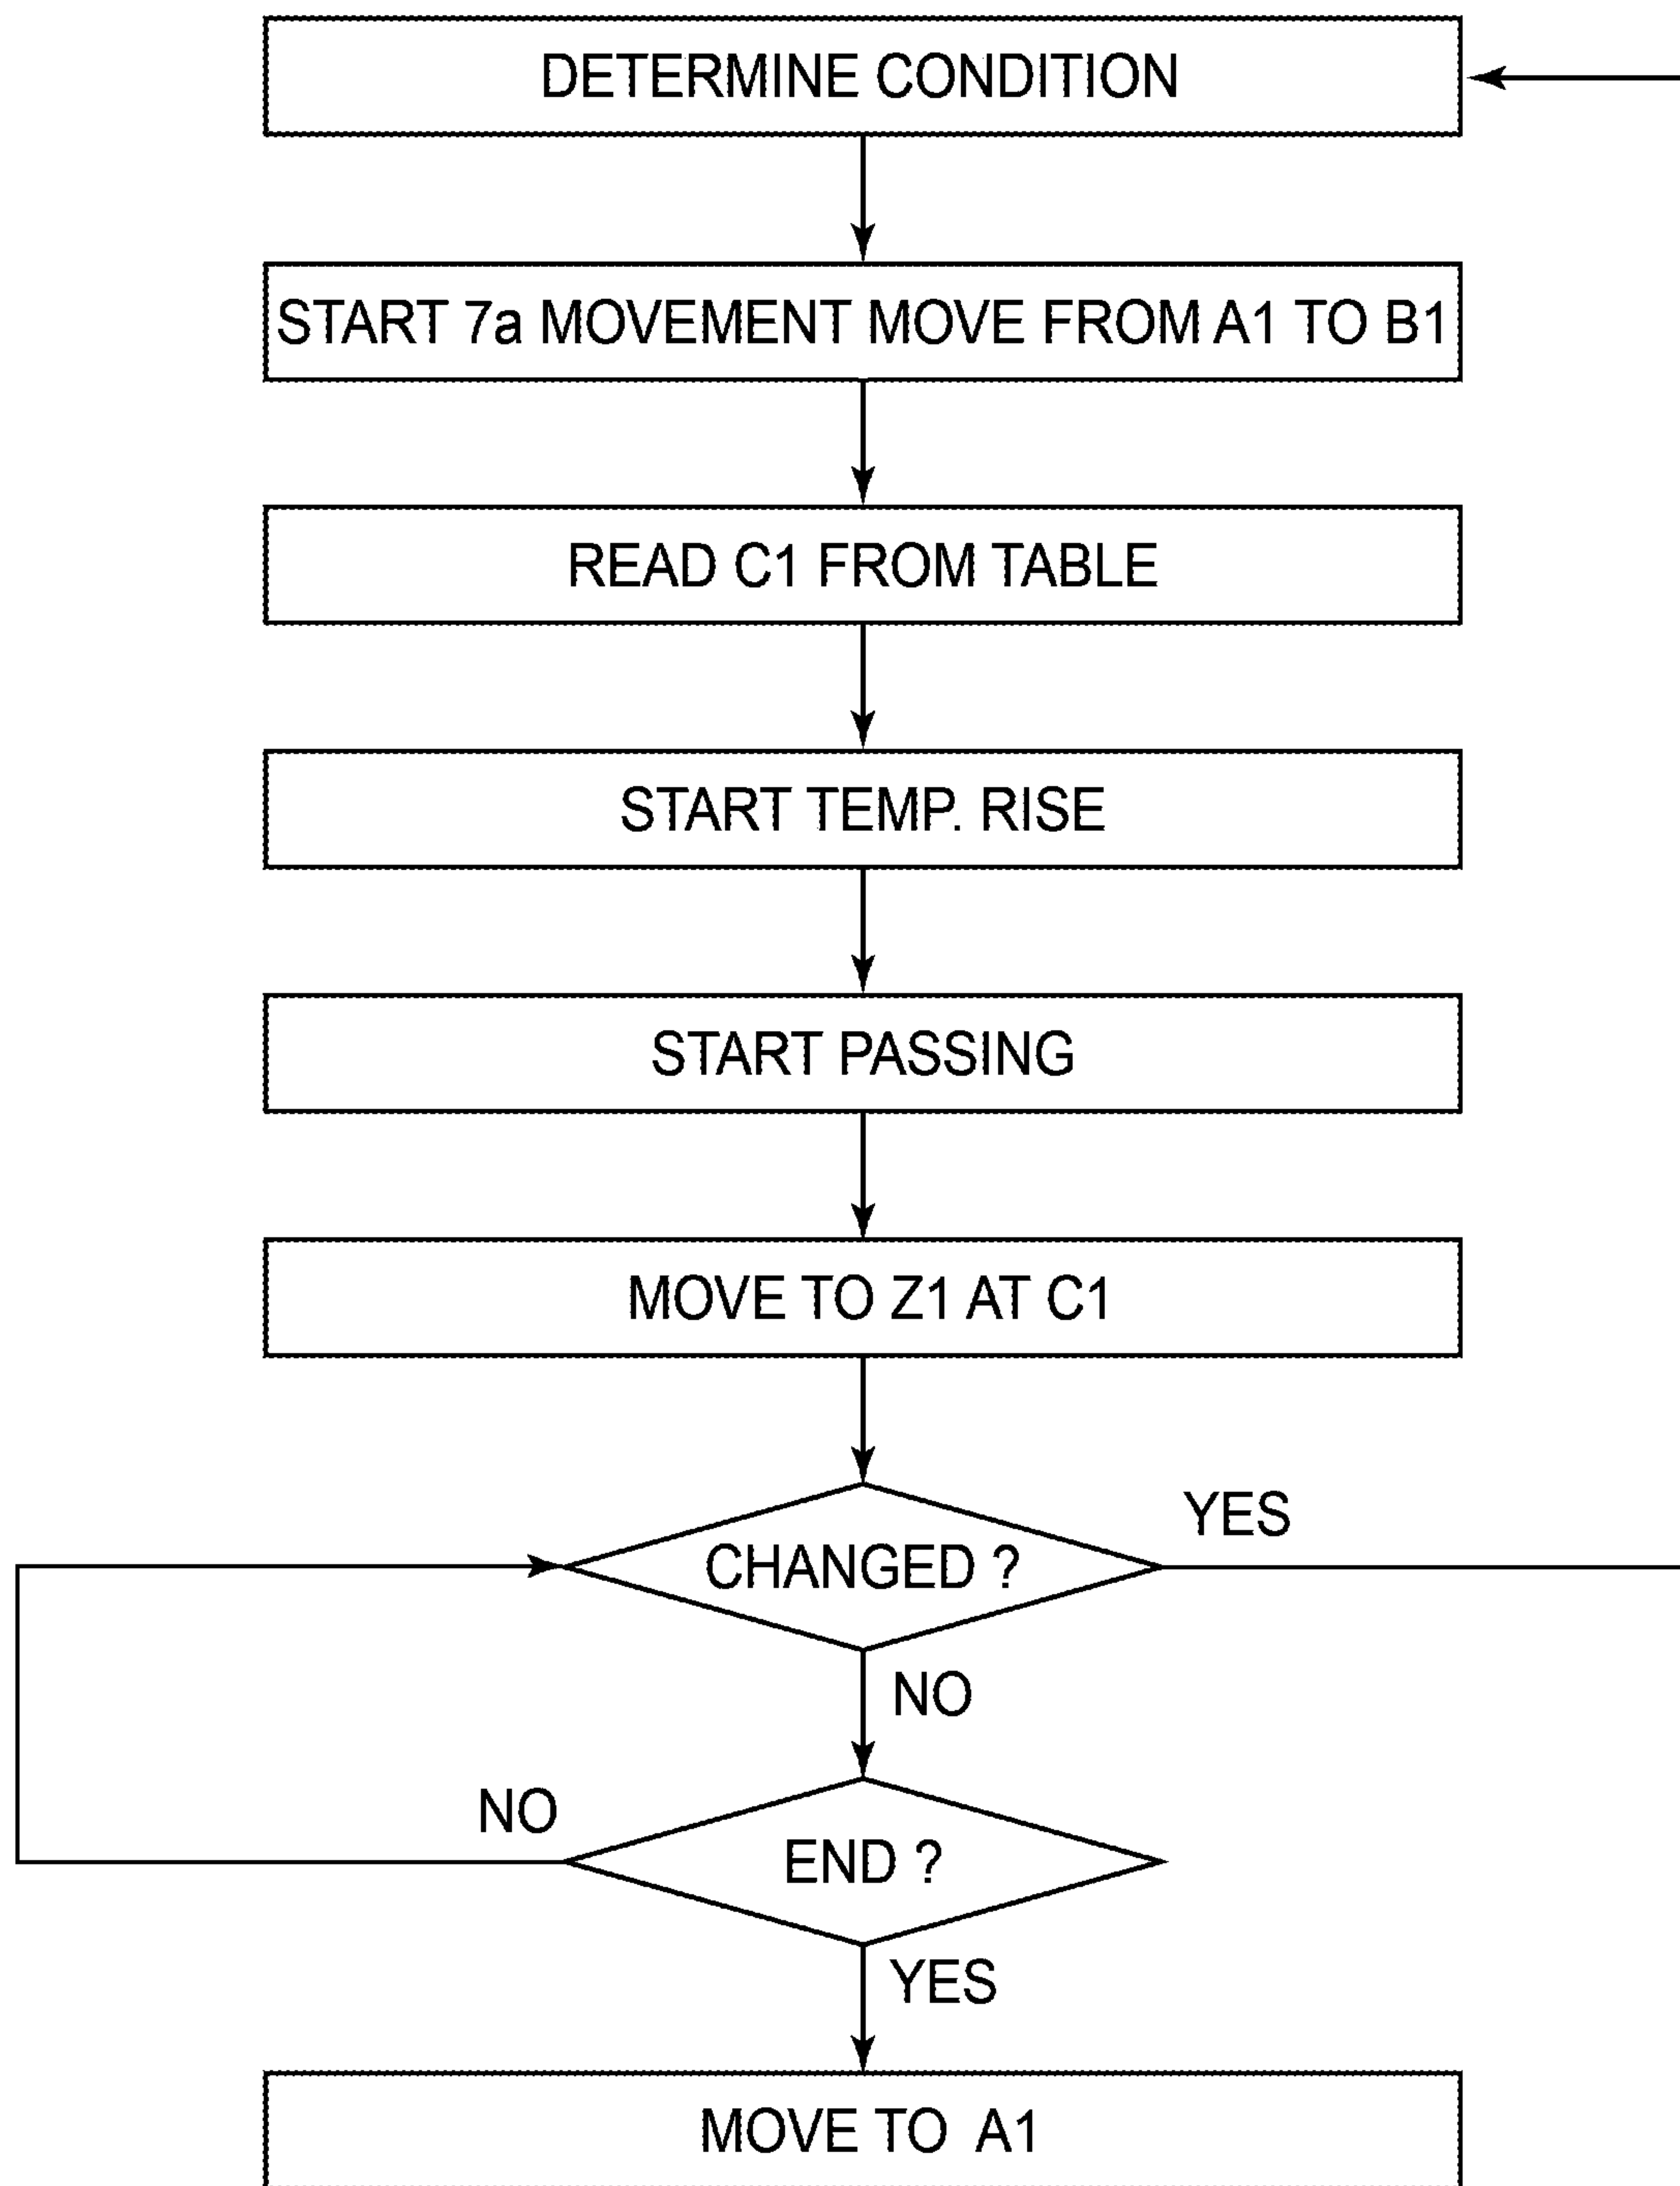 DETERMINE CONDITION
START 7a MOVEMENT MOVE FROM A1 TO B1
READ C1 FROM TABLE
START TEMP. RISE
START PASSING
MOVE TO Z1 AT C1
YES
CHANGED ?
NO
NO
END ?
YES
MOVE TO A1